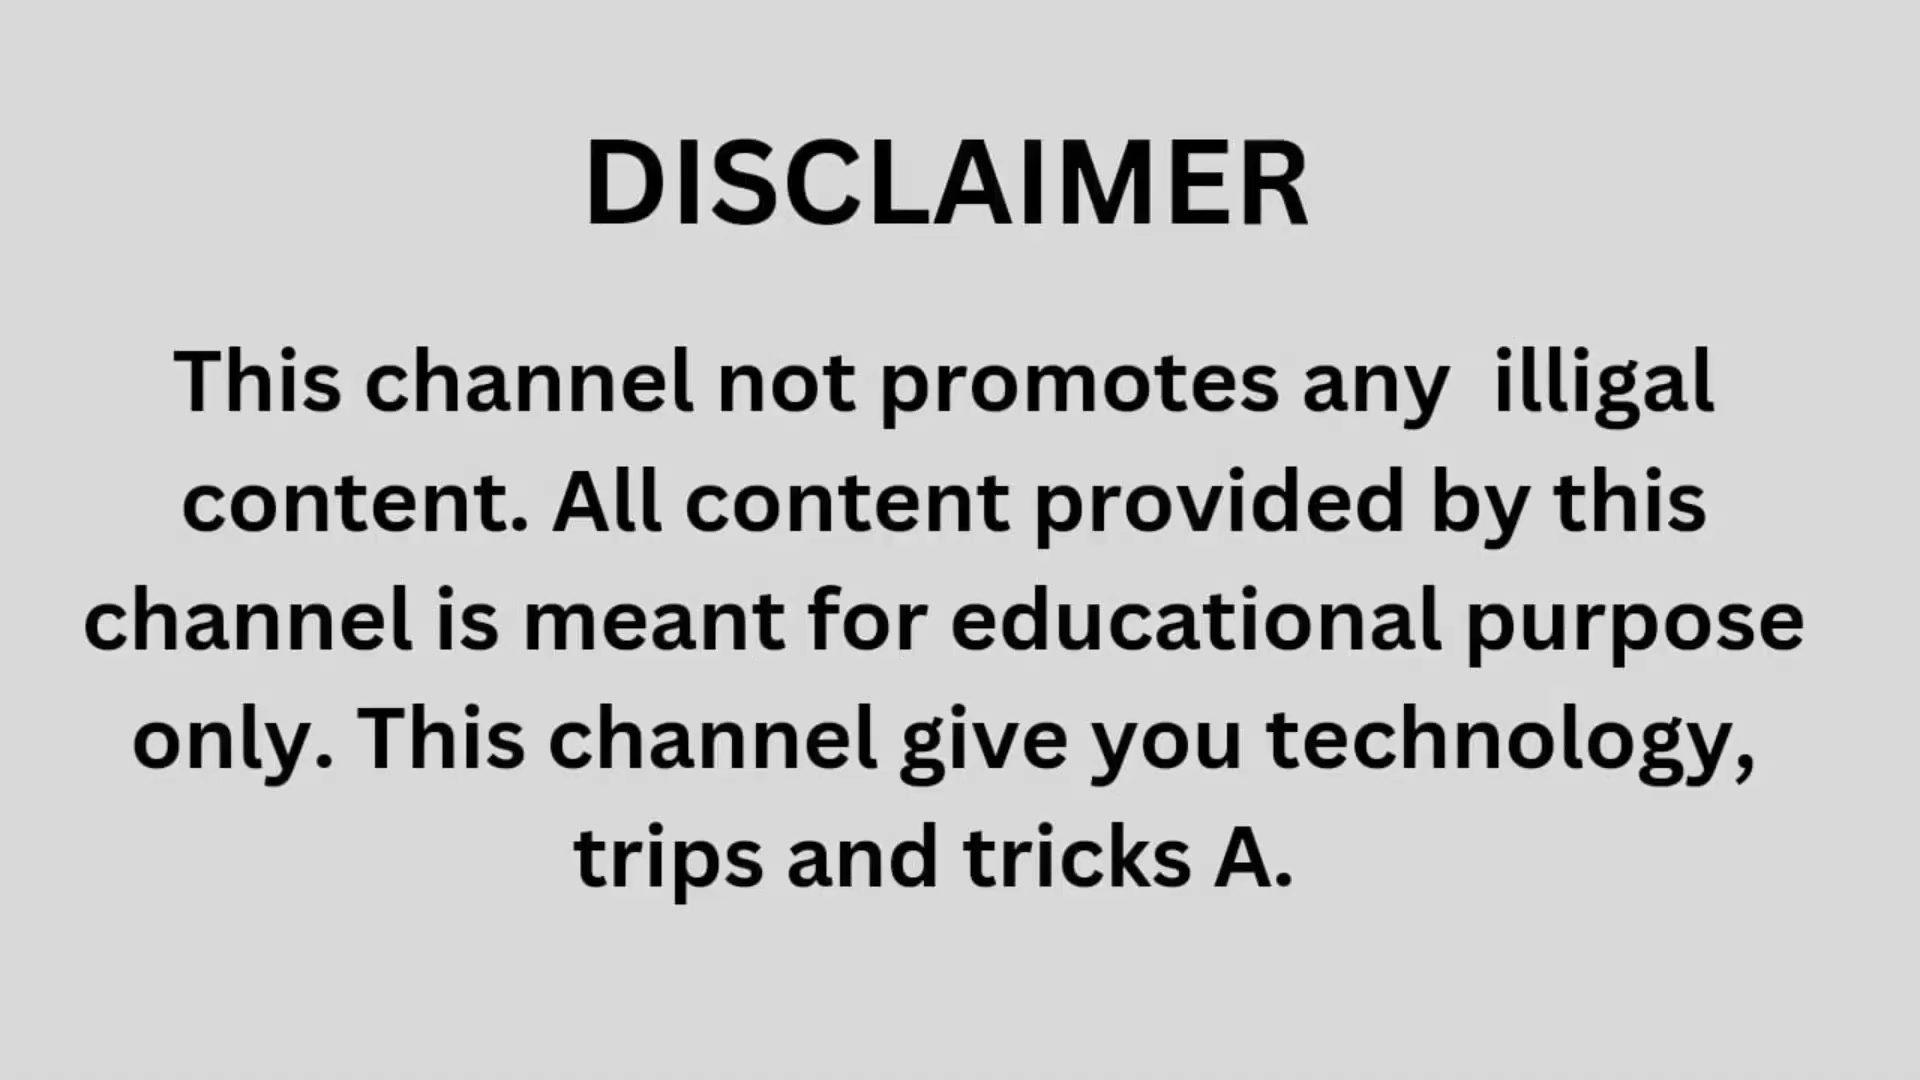 DISCLAIMER
This channel not promotes any  illigal
content. All content provided by this
channel is meant for educational purpose
only. This channel give you technology,
trips and tricks A.